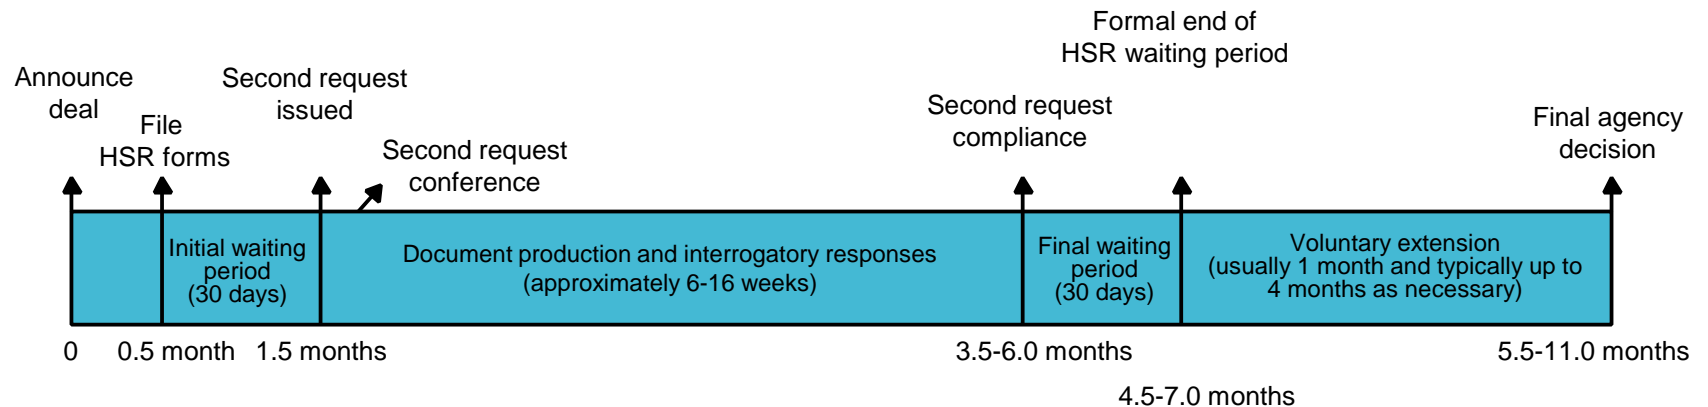 Formal end of
HSR waiting period
Announce
deal
Second request
issued
Second request
compliance
Final agency
decision
File
HSR forms
Second request
conference
Initial waiting
period
(30 days)
Document production and interrogatory responses
(approximately 6-16 weeks)
Final waiting
period
(30 days)
Voluntary extension
(usually 1 month and typically up to
4 months as necessary)
0
0.5 month
1.5 months
3.5-6.0 months
5.5-11.0 months
4.5-7.0 months